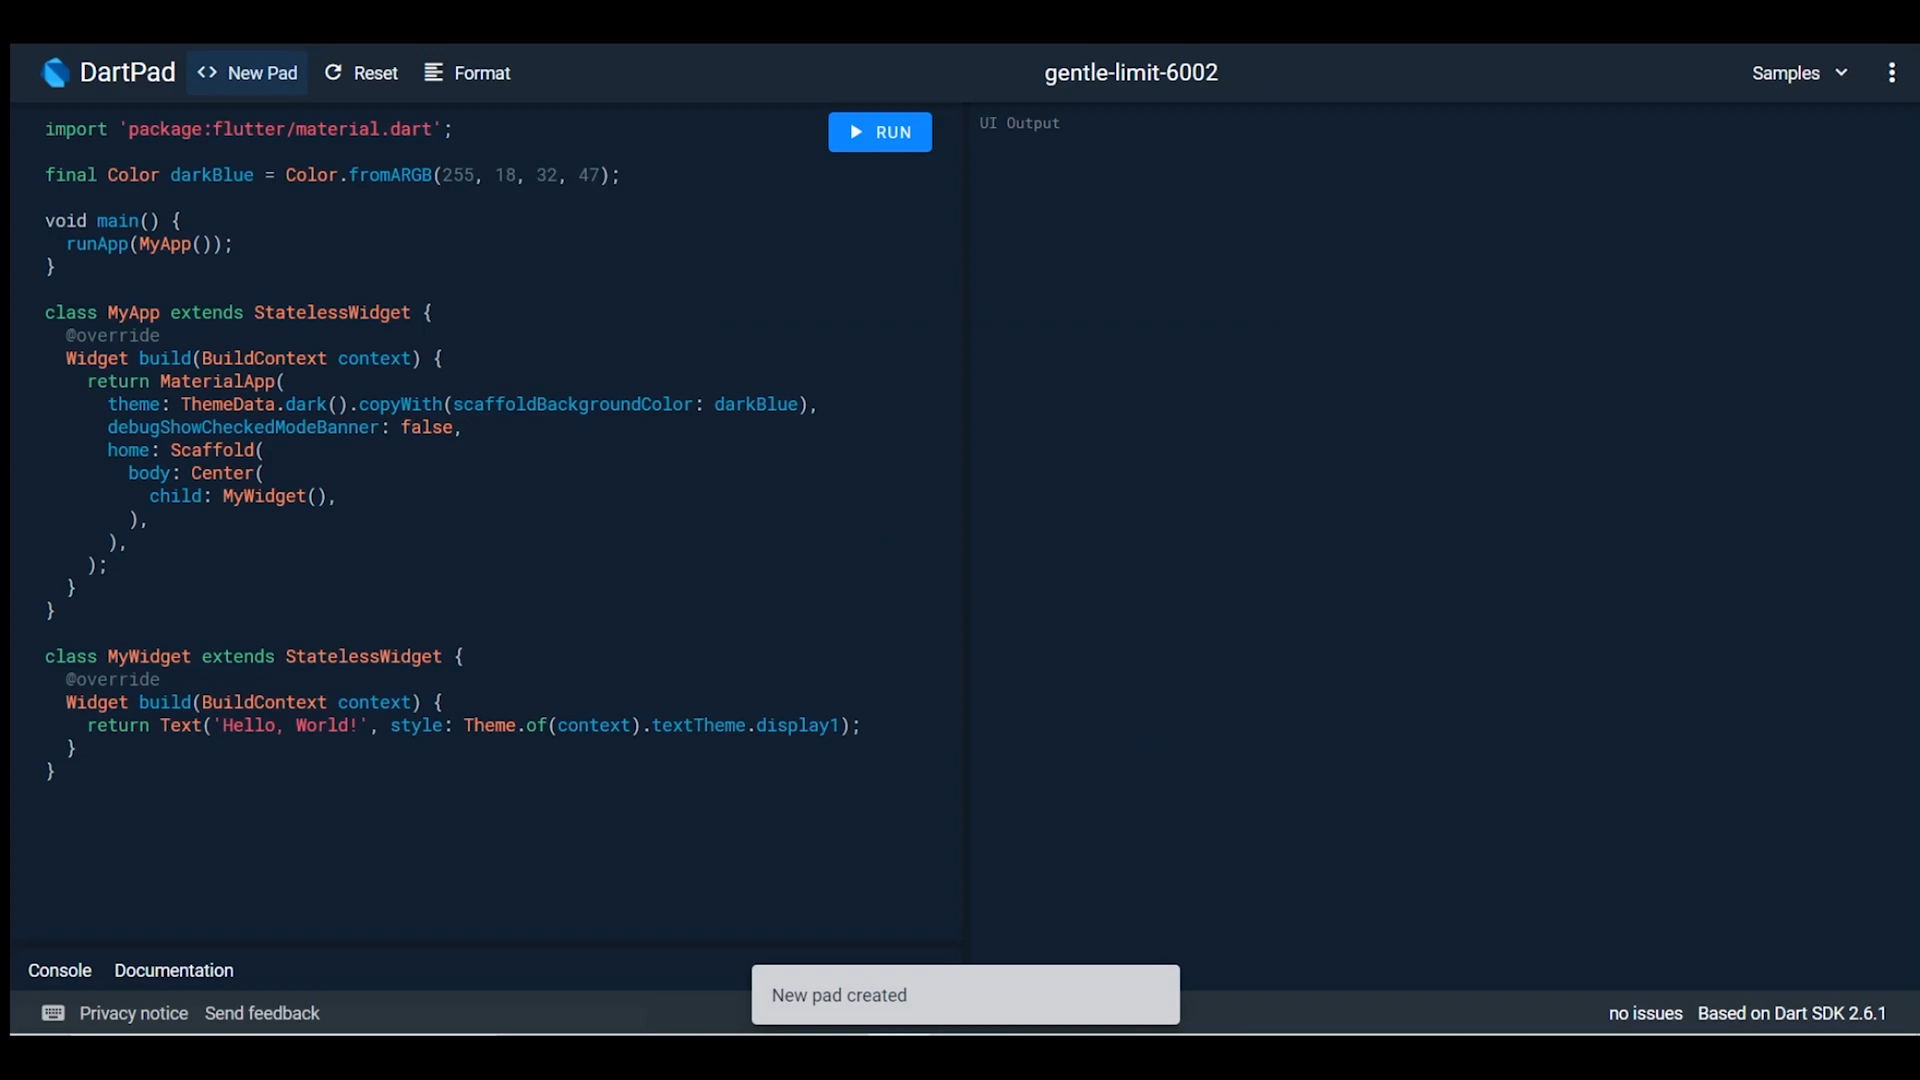 DartPad <> New Pad Reset Format gentle-limit-6002 Samples
import 'package:flutter/material.dart';
RUN
UI Output
final Color darkBlue = Color.fromARGB(255, 18, 32, 47);
void main() {
  runApp(MyApp());
}
class MyApp extends StatelessWidget {
  @override
  Widget build(BuildContext context) {
    return MaterialApp(
      theme: ThemeData.dark().copyWith(scaffoldBackgroundColor: darkBlue),
      debugShowCheckedModeBanner: false,
      home: Scaffold(
        body: Center(
          child: MyWidget(),
        ),
      ),
    );
  }
}
class MyWidget extends StatelessWidget {
  @override
  Widget build(BuildContext context) {
    return Text('Hello, World!', style: Theme.of(context).textTheme.display1);
  }
}
Console Documentation
New pad created
Privacy notice Send feedback
no issues Based on Dart SDK 2.6.1